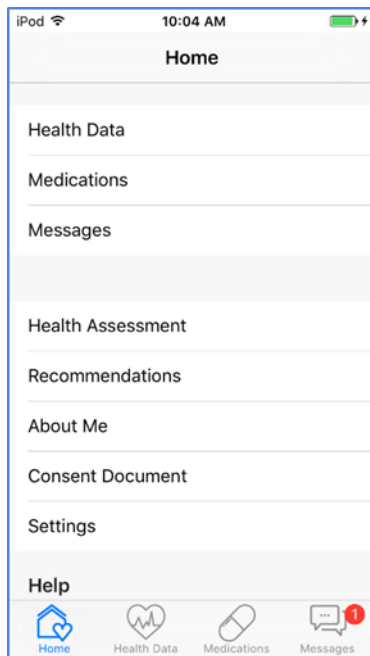 iPod 10:04 AM
Home
Health Data
Medications
Messages
Health Assessment
Recommendations
About Me
Consent Document
Settings
Help
1
Home Health Data Medications Messages